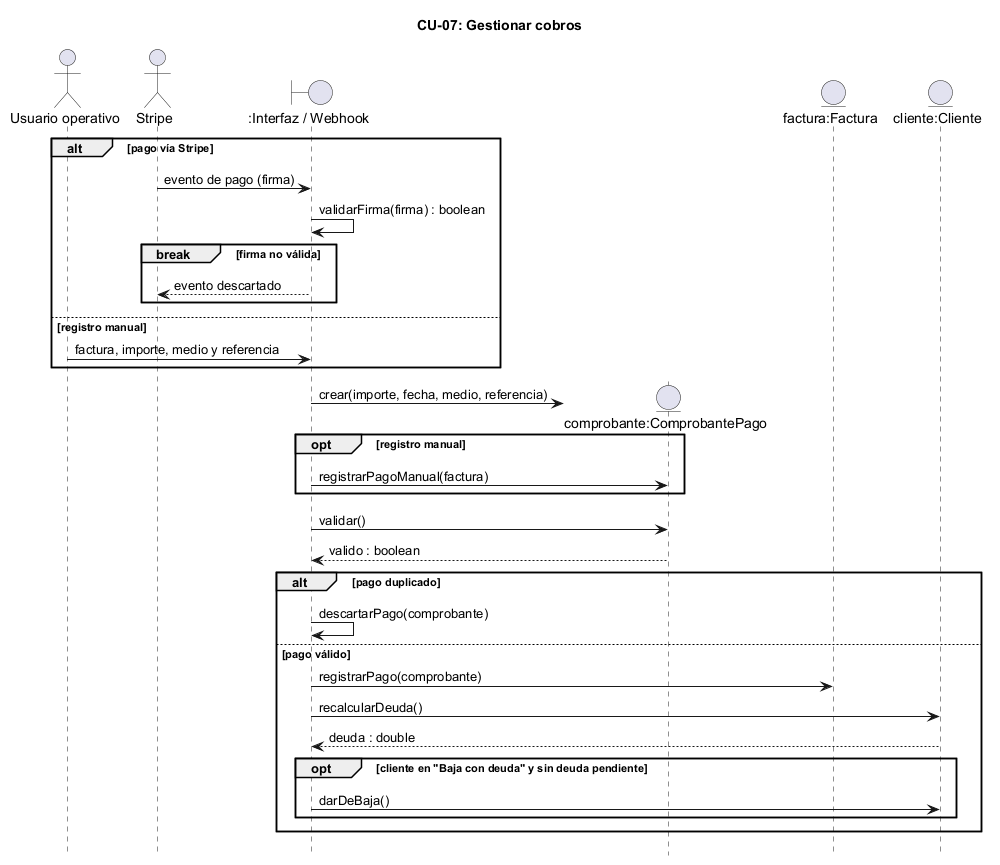 CU-07: Gestionar cobros
Usuario operativo
Stripe
:Interfaz / Webhook
factura:Factura
cliente:Cliente
alt
[pago vía Stripe]
evento de pago (firma)
validarFirma(firma) : boolean
break
[firma no válida]
evento descartado
[registro manual]
factura, importe, medio y referencia
crear(importe, fecha, medio, referencia)
comprobante:ComprobantePago
opt
[registro manual]
registrarPagoManual(factura)
validar()
valido : boolean
alt
[pago duplicado]
descartarPago(comprobante)
[pago válido]
registrarPago(comprobante)
recalcularDeuda()
deuda : double
opt
[cliente en "Baja con deuda" y sin deuda pendiente]
darDeBaja()